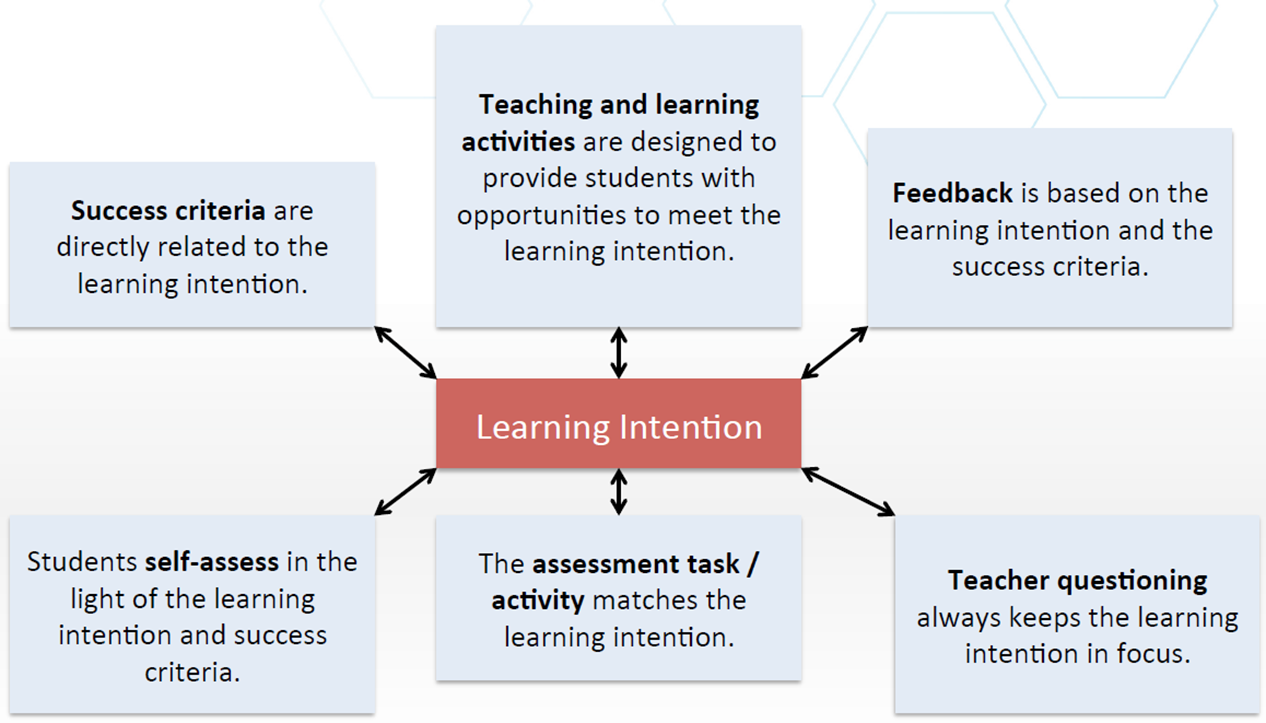 Teaching and learning
activities are designed to
provide students with
opportunities to meet the
learning intention.
Success criteria are
directly related to the
learning intention.
Feedback is based on the
learning intention and the
success criteria.
Learning Intention
Students self-assess in the
light of the learning
intention and success
criteria.
The assessment task /
activity matches the
learning intention.
Teacher questioning
always keeps the learning
intention in focus.